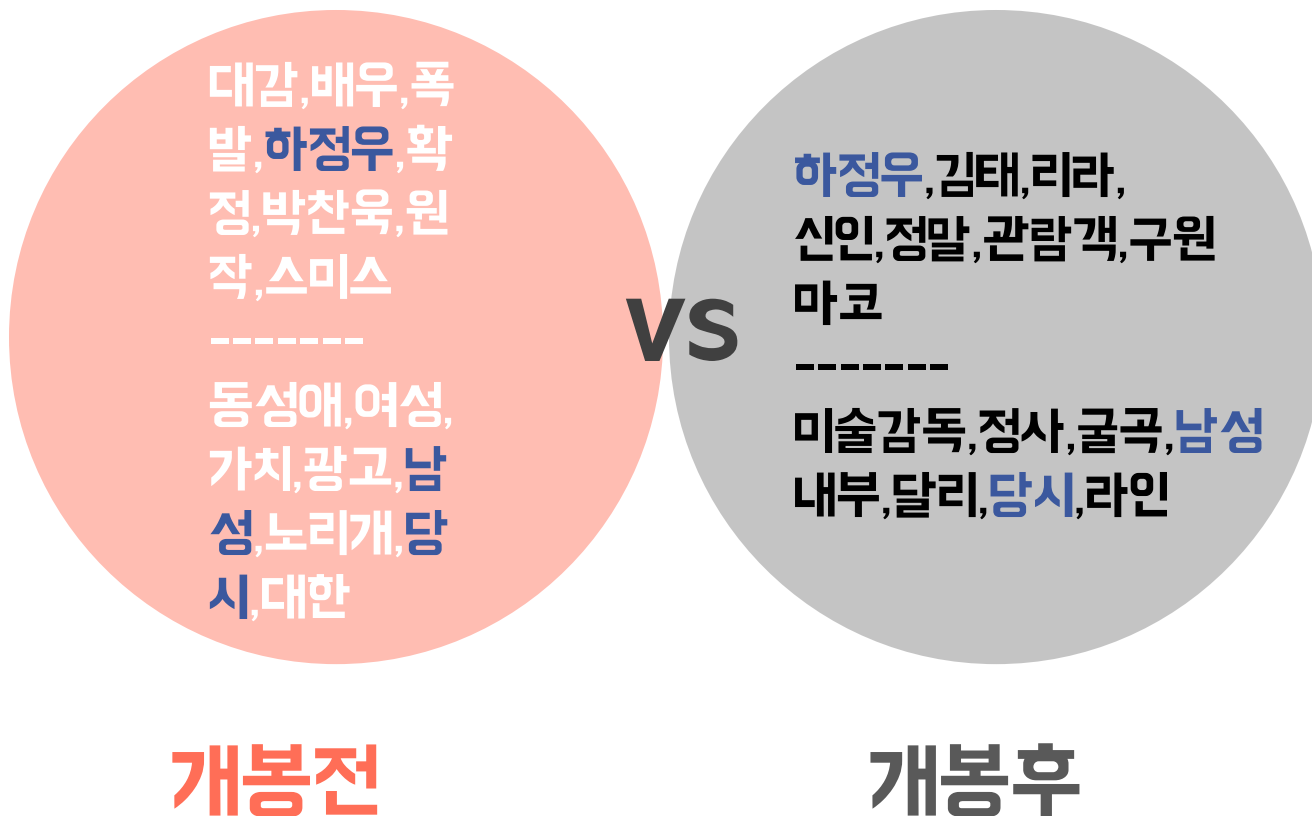 대감,배우,폭
발,하정우,확
정,박찬욱,원
작,스미스
-------
동성애,여성,
가치,광고,남
성,노리개,당
시,대한
VS
하정우,김태,리라,
신인,정말,관람객,구원
마코
-------
미술감독,정사,굴곡,남성
내부,달리,당시,라인
개봉전
개봉후